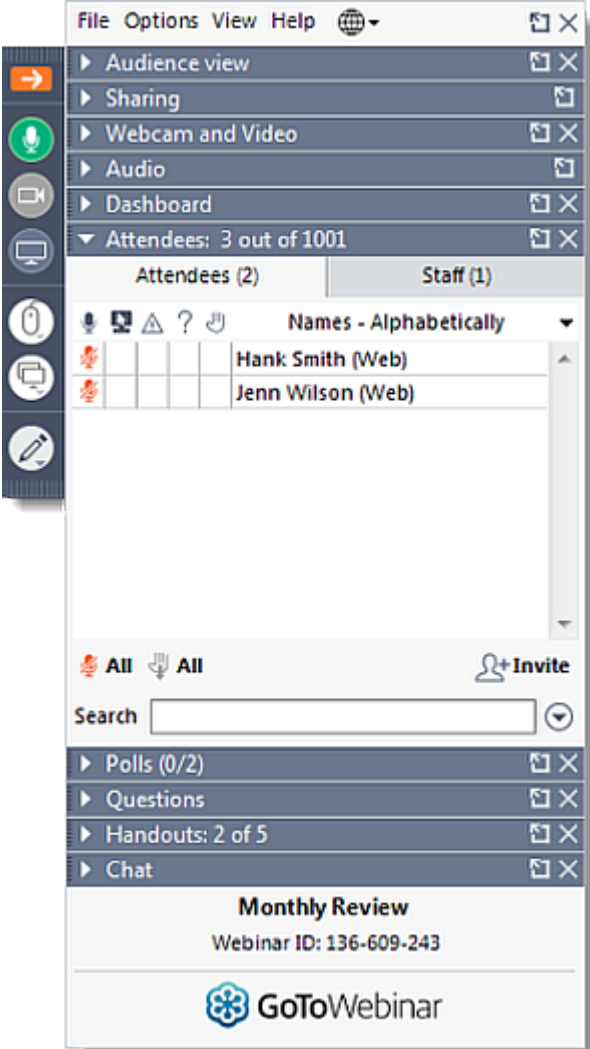 File Options View Help
Audience view
Sharing
Webcam and Video
Audio
Dashboard
Attendees: 3 out of 1001
Attendees (2) Staff (1)
? Names - Alphabetically
Hank Smith (Web)
Jenn Wilson (Web)
All All Invite
Search
Polls (0/2)
Questions
Handouts: 2 of 5
Chat
Monthly Review
Webinar ID: 136-609-243
GoToWebinar